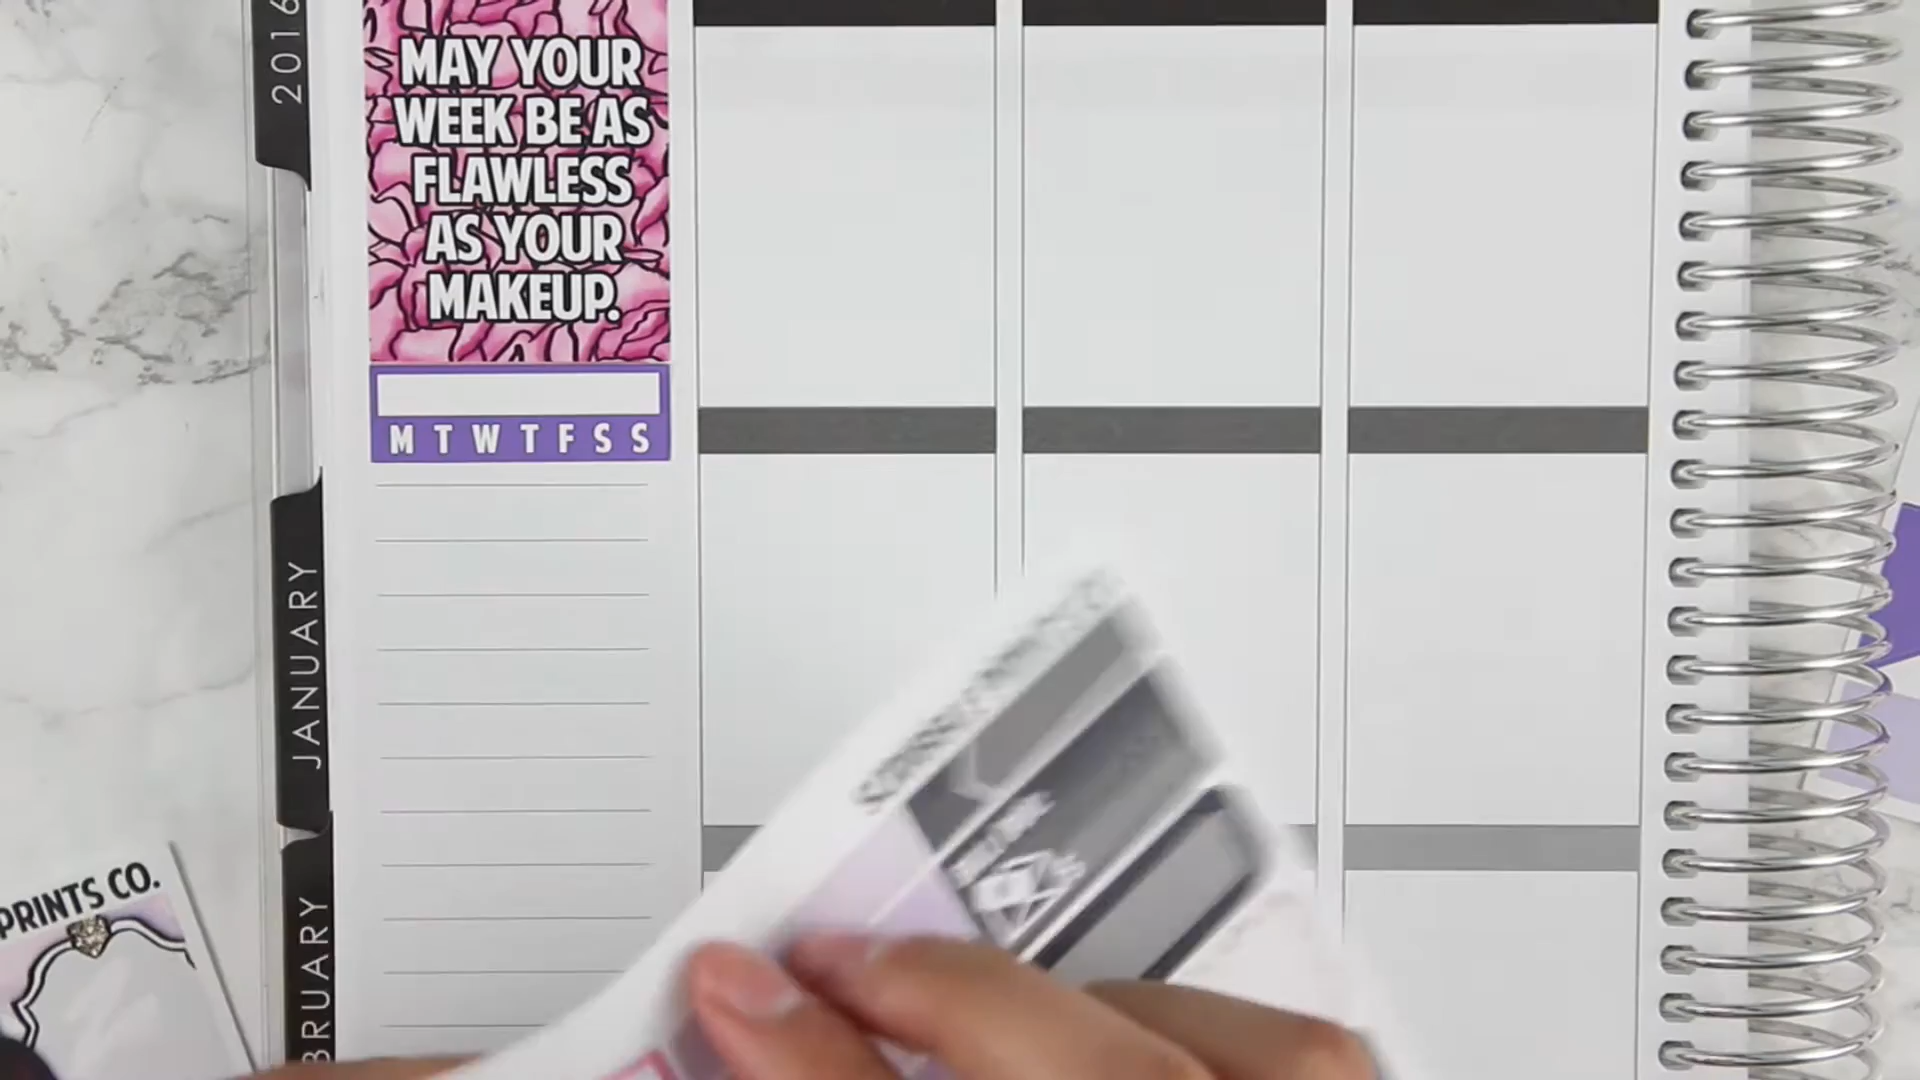 2016
MAY YOUR
WEEK BE AS
FLAWLESS
AS YOUR
MAKEUP.
M T W T F S S
JANUARY
BRUARY
PRINTS CO.